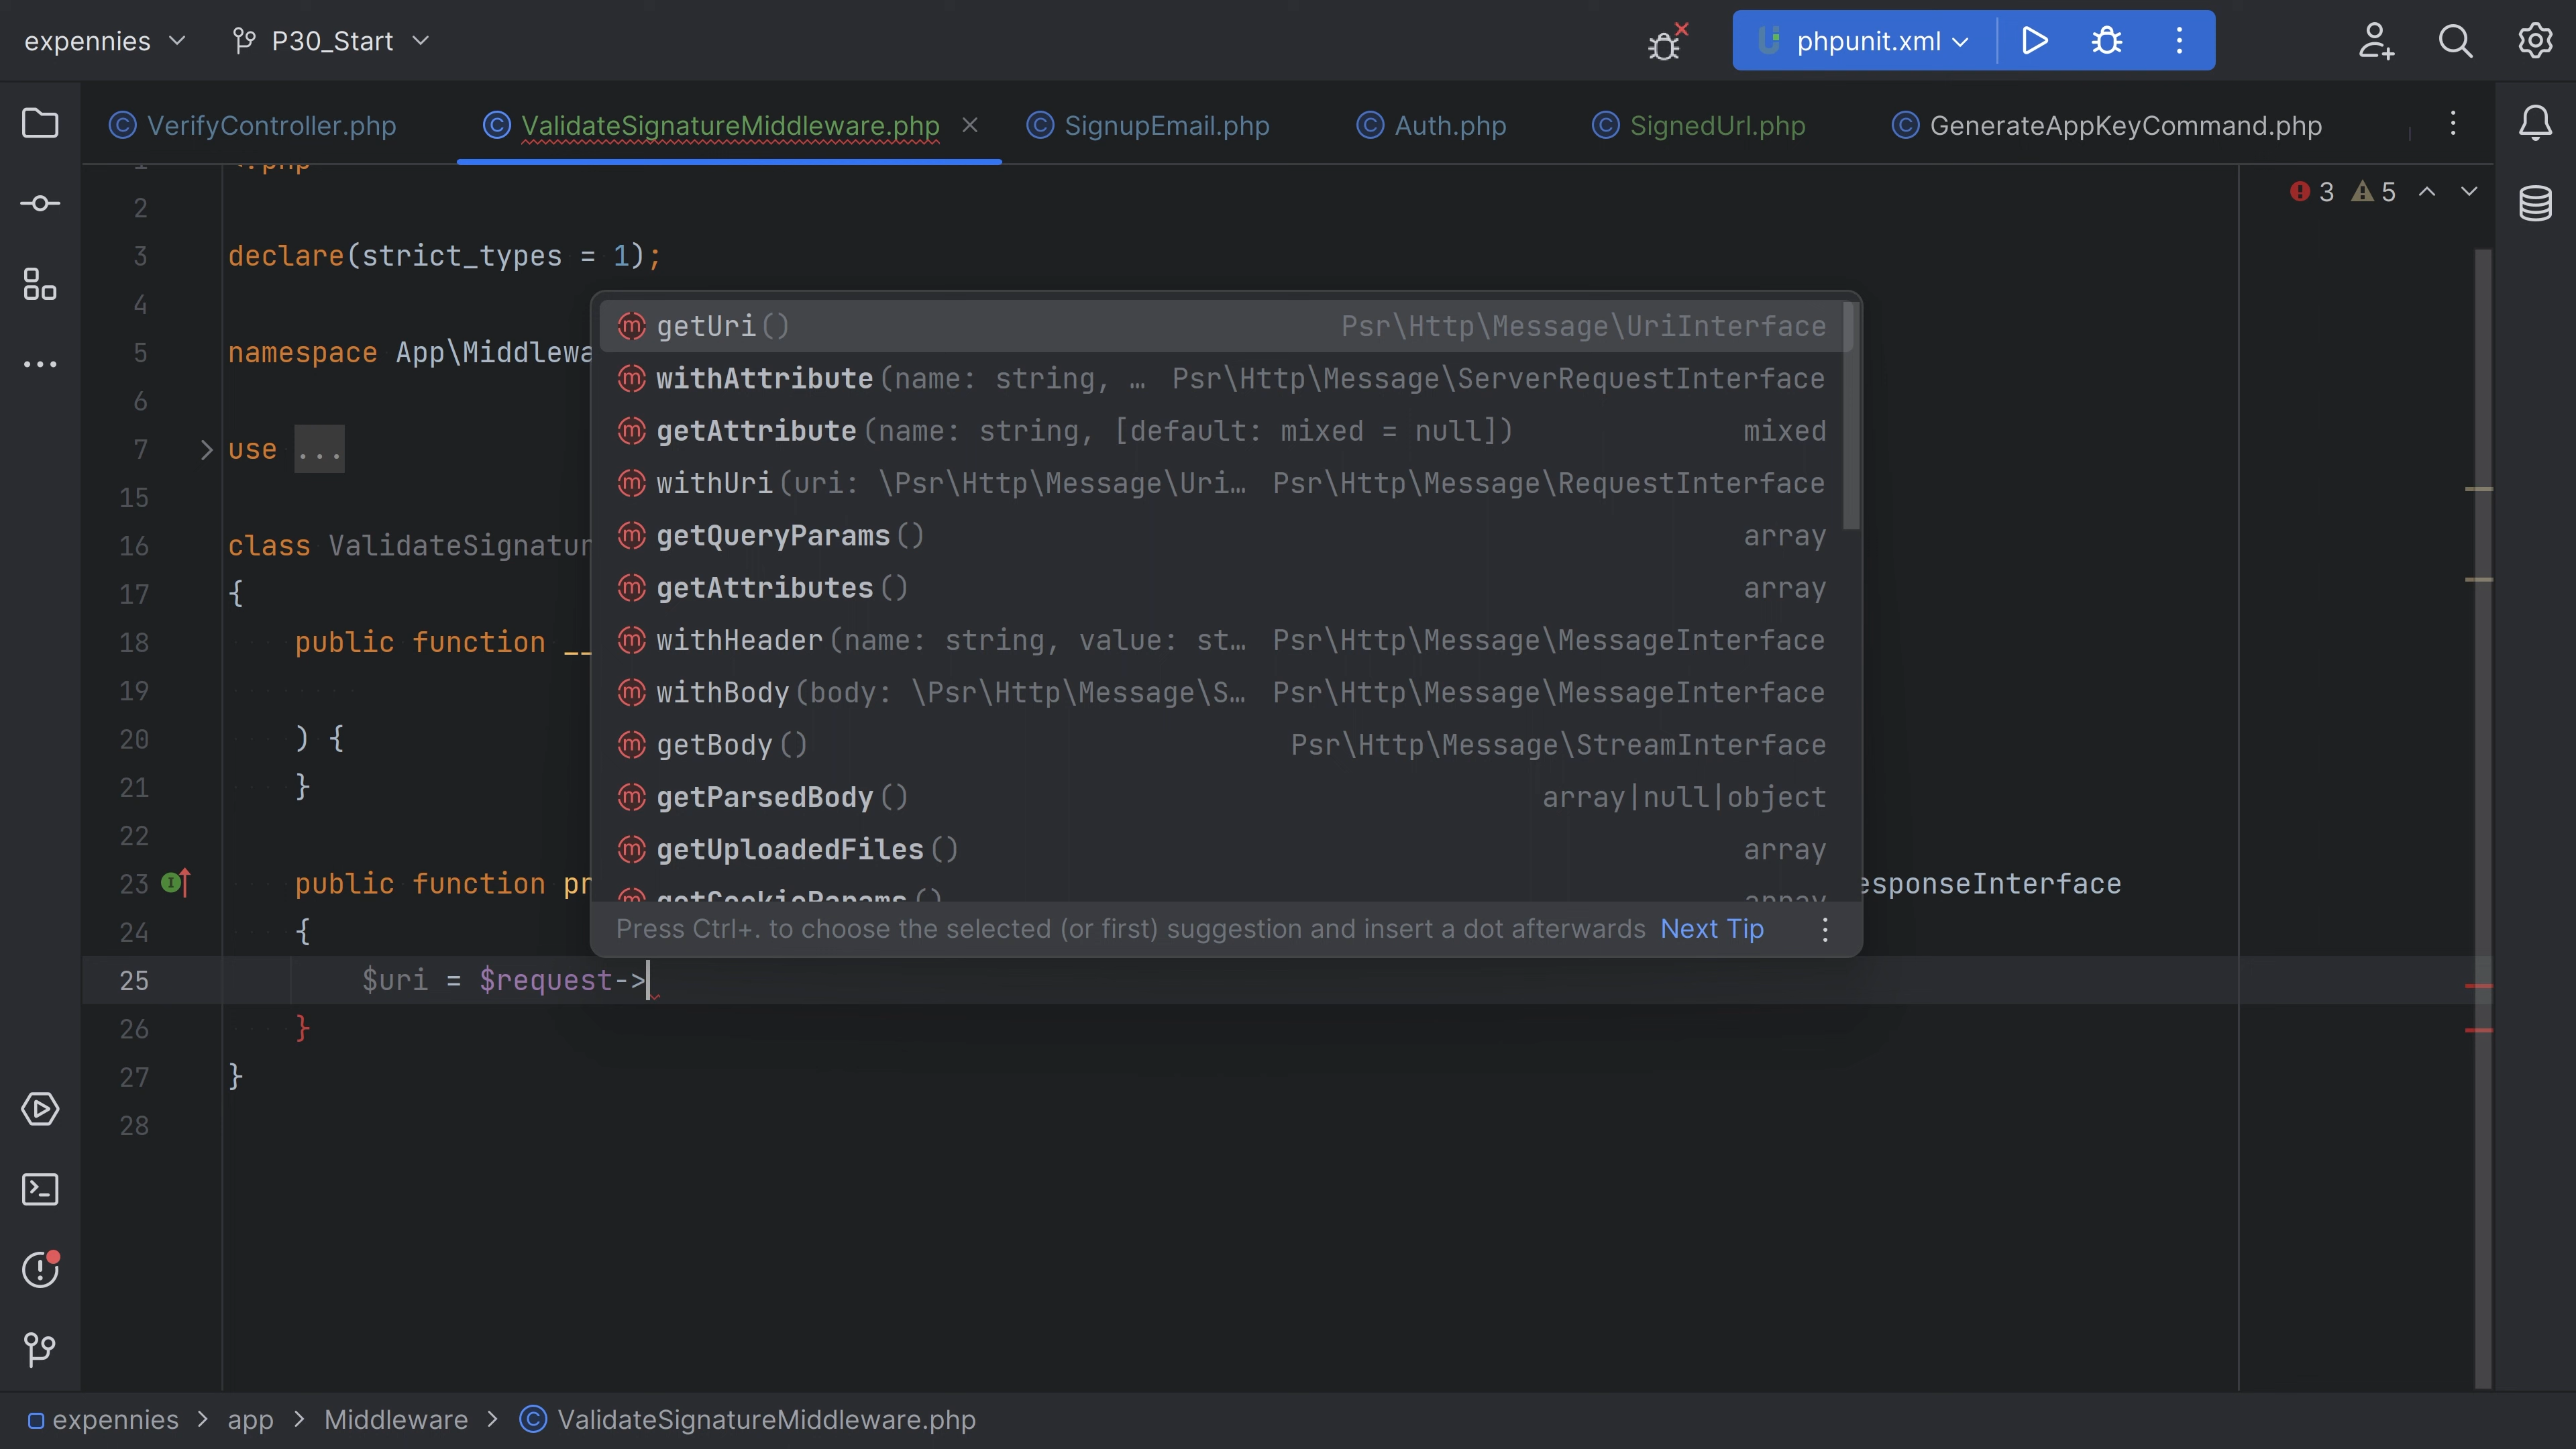 expennies
P30_Start
phpunit.xml
VerifyController.php
ValidateSignatureMiddleware.php
SignupEmail.php
Auth.php
SignedUrl.php
GenerateAppKeyCommand.php
3 5
1 <?php
2
3 declare(strict_types = 1);
4
5 namespace App\Middlewa
6
7 use ...
15
16 class ValidateSignatur
17 {
18 public function __
19
20 ) {
21 }
22
23 public function pr esponseInterface
24 {
25 $uri = $request->
26 }
27 }
28
getUri() Psr\Http\Message\UriInterface
withAttribute(name: string, … Psr\Http\Message\ServerRequestInterface
getAttribute(name: string, [default: mixed = null]) mixed
withUri(uri: \Psr\Http\Message\Uri… Psr\Http\Message\RequestInterface
getQueryParams() array
getAttributes() array
withHeader(name: string, value: st… Psr\Http\Message\MessageInterface
withBody(body: \Psr\Http\Message\S… Psr\Http\Message\MessageInterface
getBody() Psr\Http\Message\StreamInterface
getParsedBody() array|null|object
getUploadedFiles() array
getCookieParams() array
Press Ctrl+. to choose the selected (or first) suggestion and insert a dot afterwards Next Tip
expennies > app > Middleware > ValidateSignatureMiddleware.php